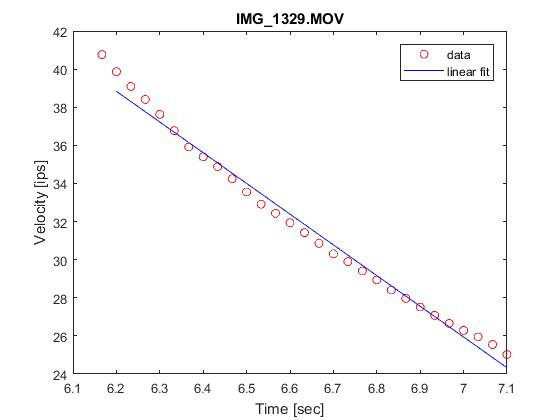 IMG_1329.MOV
42
40
38
36
34
32
30
28
26
24
Velocity [ips]
data
linear fit
6.1 6.2 6.3 6.4 6.5 6.6 6.7 6.8 6.9 7 7.1
Time [sec]